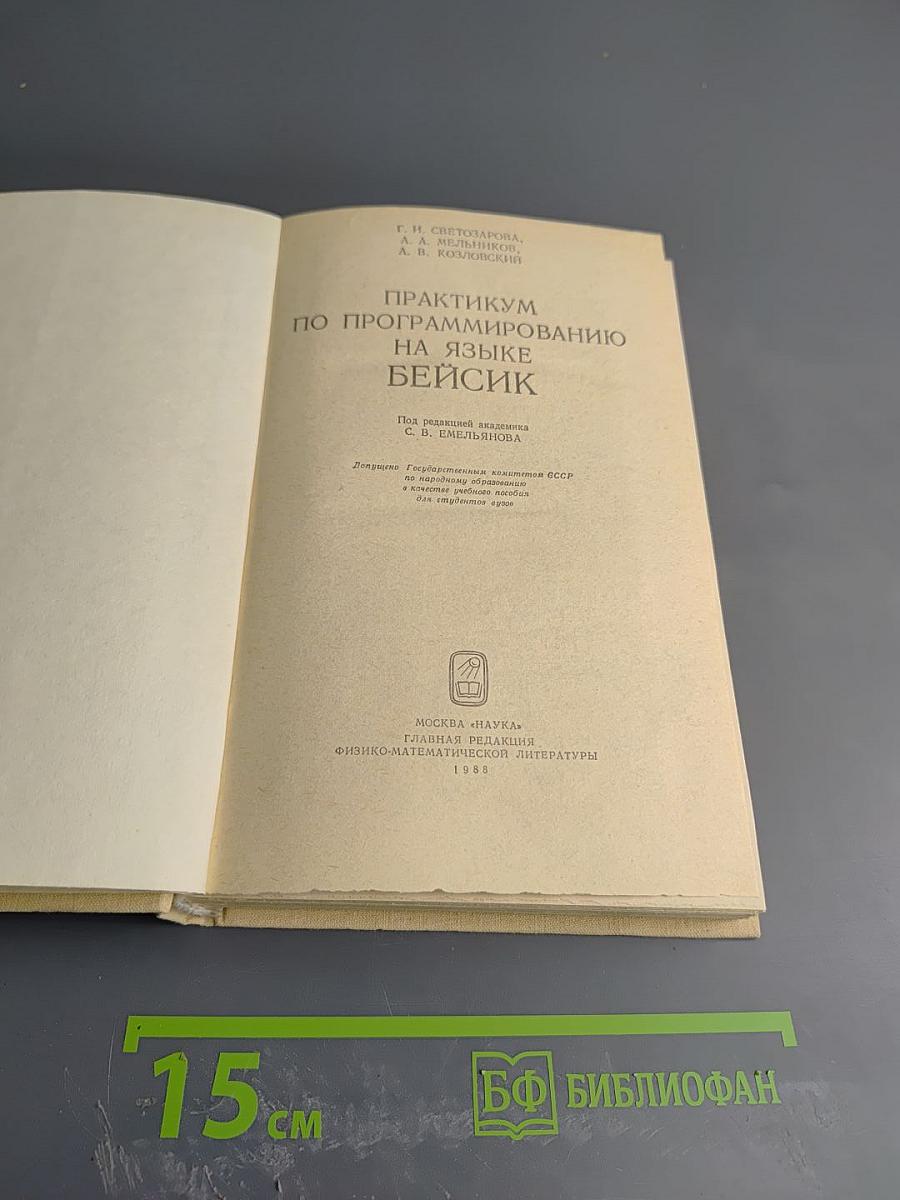 Г. И. СВЕТОЗАРОВА,
А. А. МЕЛЬНИКОВ,
А. В. КОЗЛОВСКИЙ
ПРАКТИКУМ
ПО ПРОГРАММИРОВАНИЮ
НА ЯЗЫКЕ
БЕЙСИК
Под редакцией академика
С. В. ЕМЕЛЬЯНОВА
Допущено Государственным комитетом СССР
по народному образованию
в качестве учебного пособия
для студентов вузов
МОСКВА «НАУКА»
ГЛАВНАЯ РЕДАКЦИЯ
ФИЗИКО-МАТЕМАТИЧЕСКОЙ ЛИТЕРАТУРЫ
1988
15 см
БФ БИБЛИОФАН